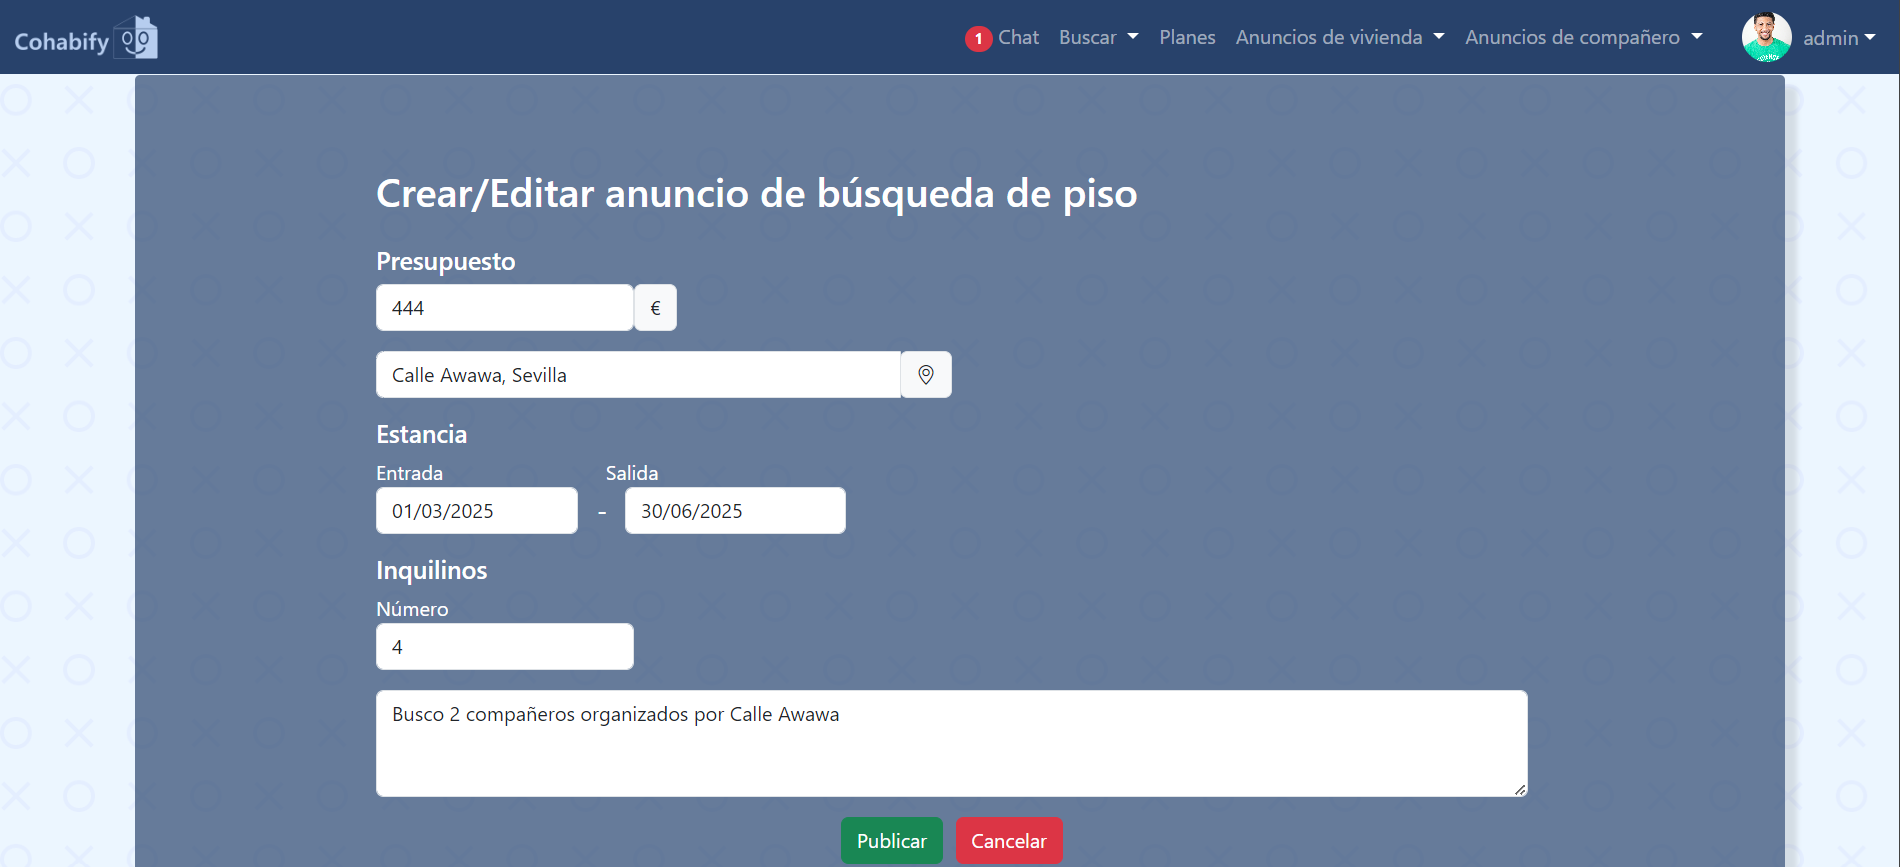 Cohabify
1 Chat Buscar Planes Anuncios de vivienda Anuncios de compañero admin
Crear/Editar anuncio de búsqueda de piso
Presupuesto
444 €
Calle Awawa, Sevilla
Estancia
Entrada Salida
01/03/2025 - 30/06/2025
Inquilinos
Número
4
Busco 2 compañeros organizados por Calle Awawa
Publicar Cancelar